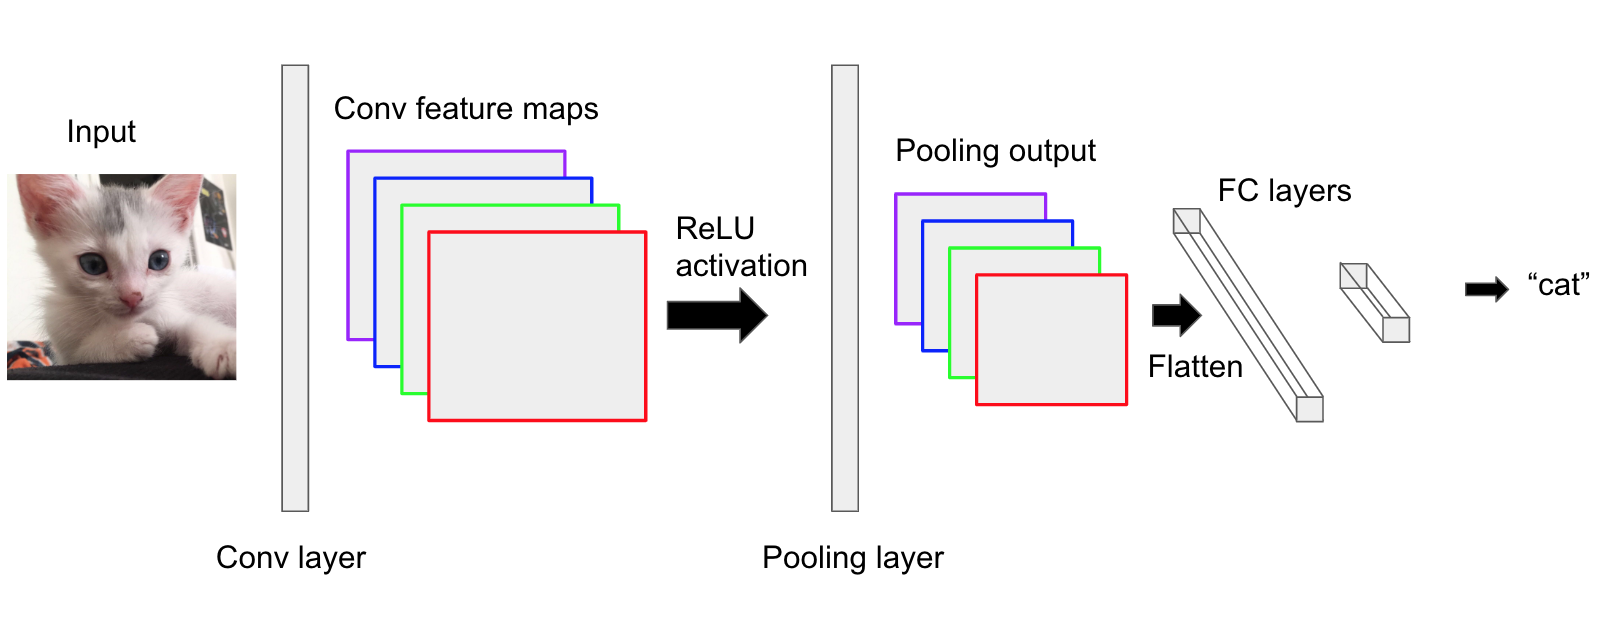 Input
Conv layer
Conv feature maps
ReLU
activation
Pooling layer
Pooling output
Flatten
FC layers
“cat”